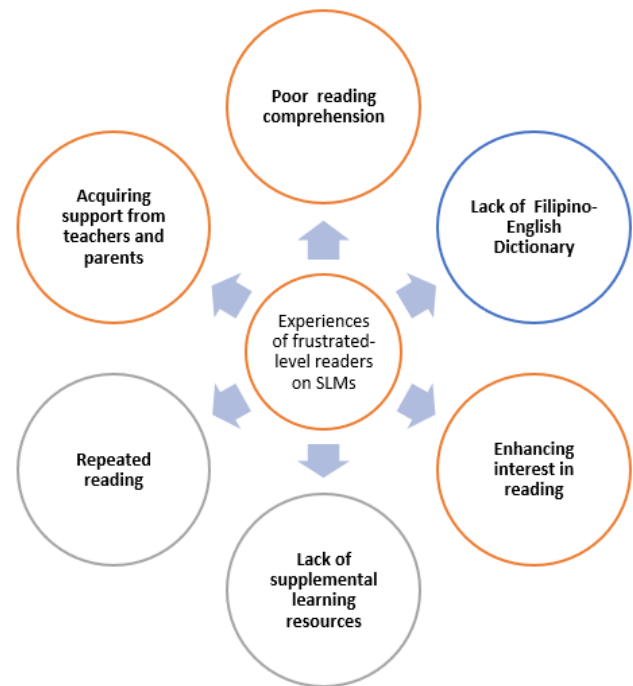 Poor reading
comprehension
Lack of Filipino-
English
Dictionary
Enhancing
interest in
reading
Lack of
supplemental
learning
resources
Repeated
reading
Acquiring
support from
teachers and
parents
Experiences
of frustrated-
level readers
on SLMs